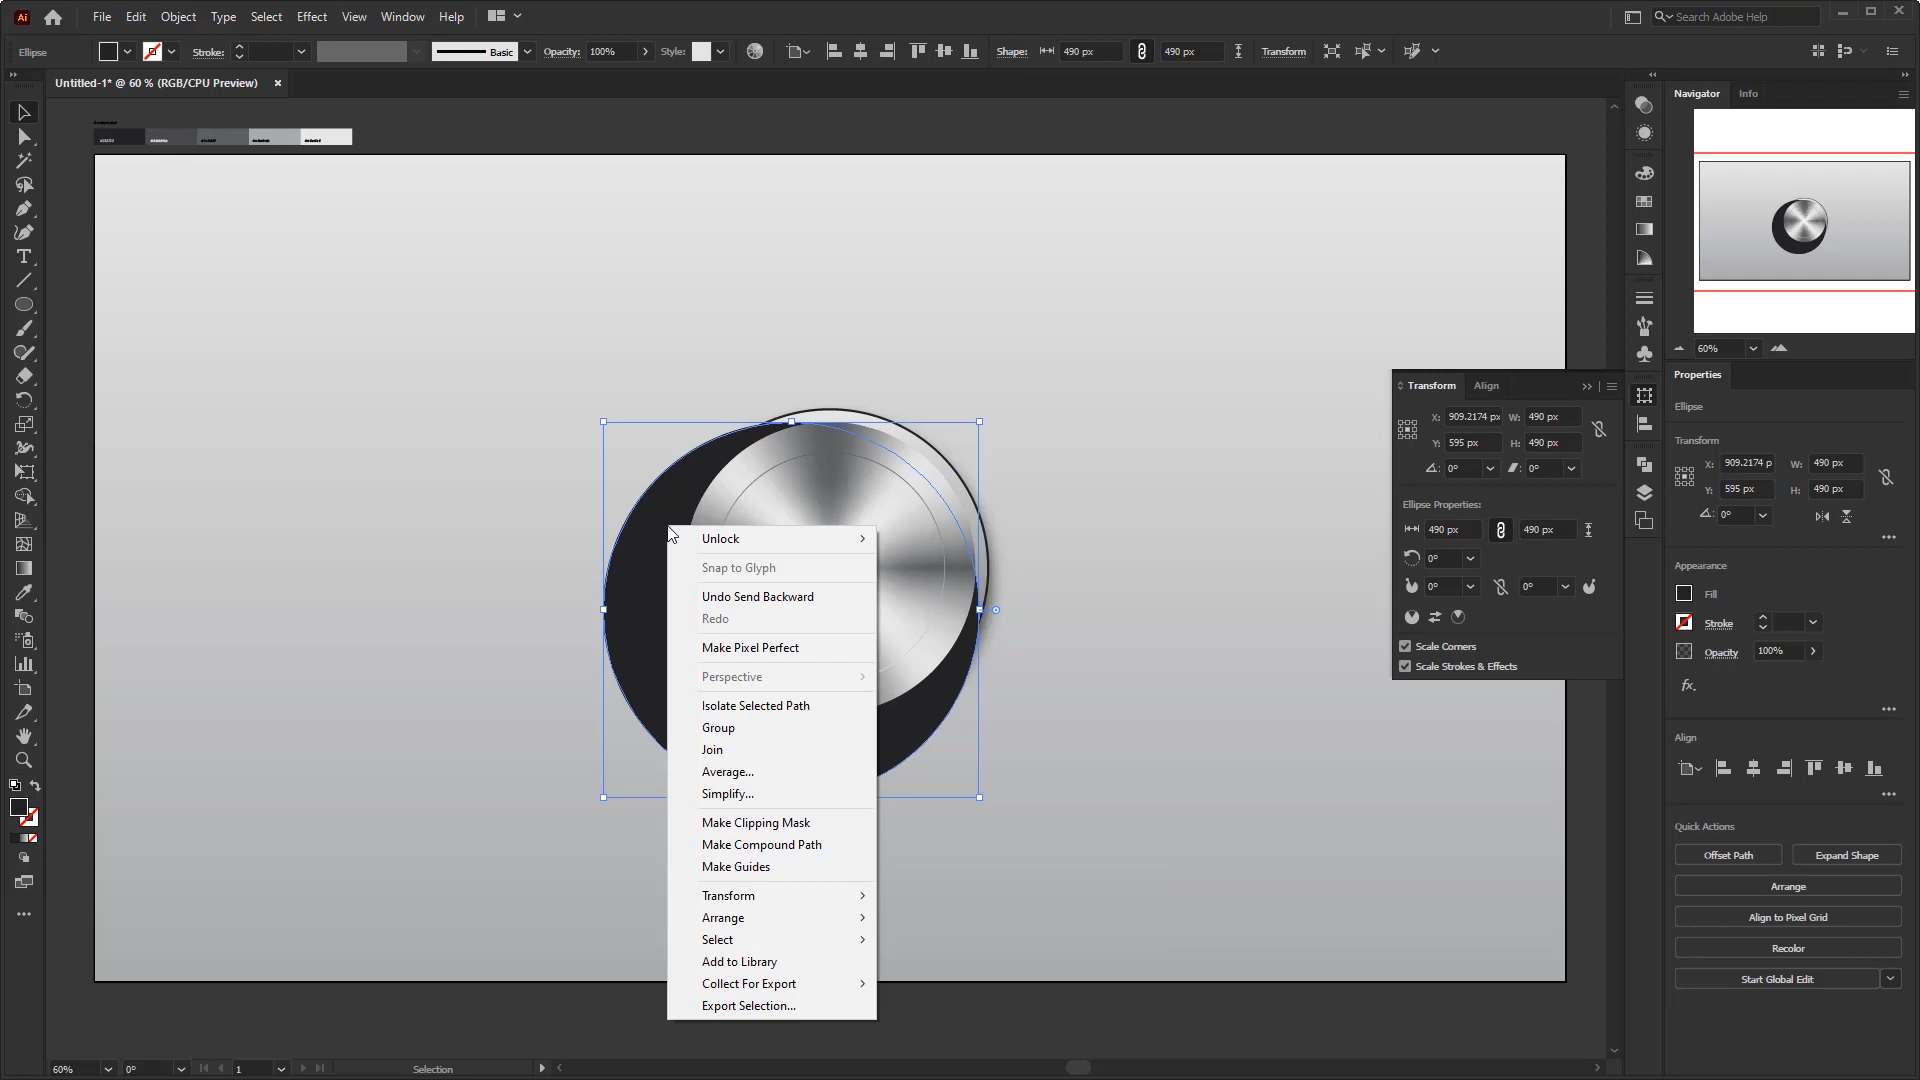 Ai File Edit Object Type Select Effect View Window Help Search Adobe Help
Ellipse Stroke: Basic Opacity: 100% Style: Shape: 490 px 490 px Transform
Untitled-1* @ 60 % (RGB/CPU Preview) ×
Unlock
Snap to Glyph
Undo Send Backward
Redo
Make Pixel Perfect
Perspective
Isolate Selected Path
Group
Join
Average...
Simplify...
Make Clipping Mask
Make Compound Path
Make Guides
Transform
Arrange
Select
Add to Library
Collect For Export
Export Selection...
Transform Align
X: 909.2174 px W: 490 px
Y: 595 px H: 490 px
0° 0°
Ellipse Properties:
490 px 490 px
0°
0° 0°
Scale Corners
Scale Strokes & Effects
Navigator Info
60%
Properties
Ellipse
Transform
X: 909.2174 p W: 490 px
Y: 595 px H: 490 px
0°
Appearance
Fill
Stroke
Opacity 100%
fx.
Align
Quick Actions
Offset Path Expand Shape
Arrange
Align to Pixel Grid
Recolor
Start Global Edit
60% 0° 1 Selection